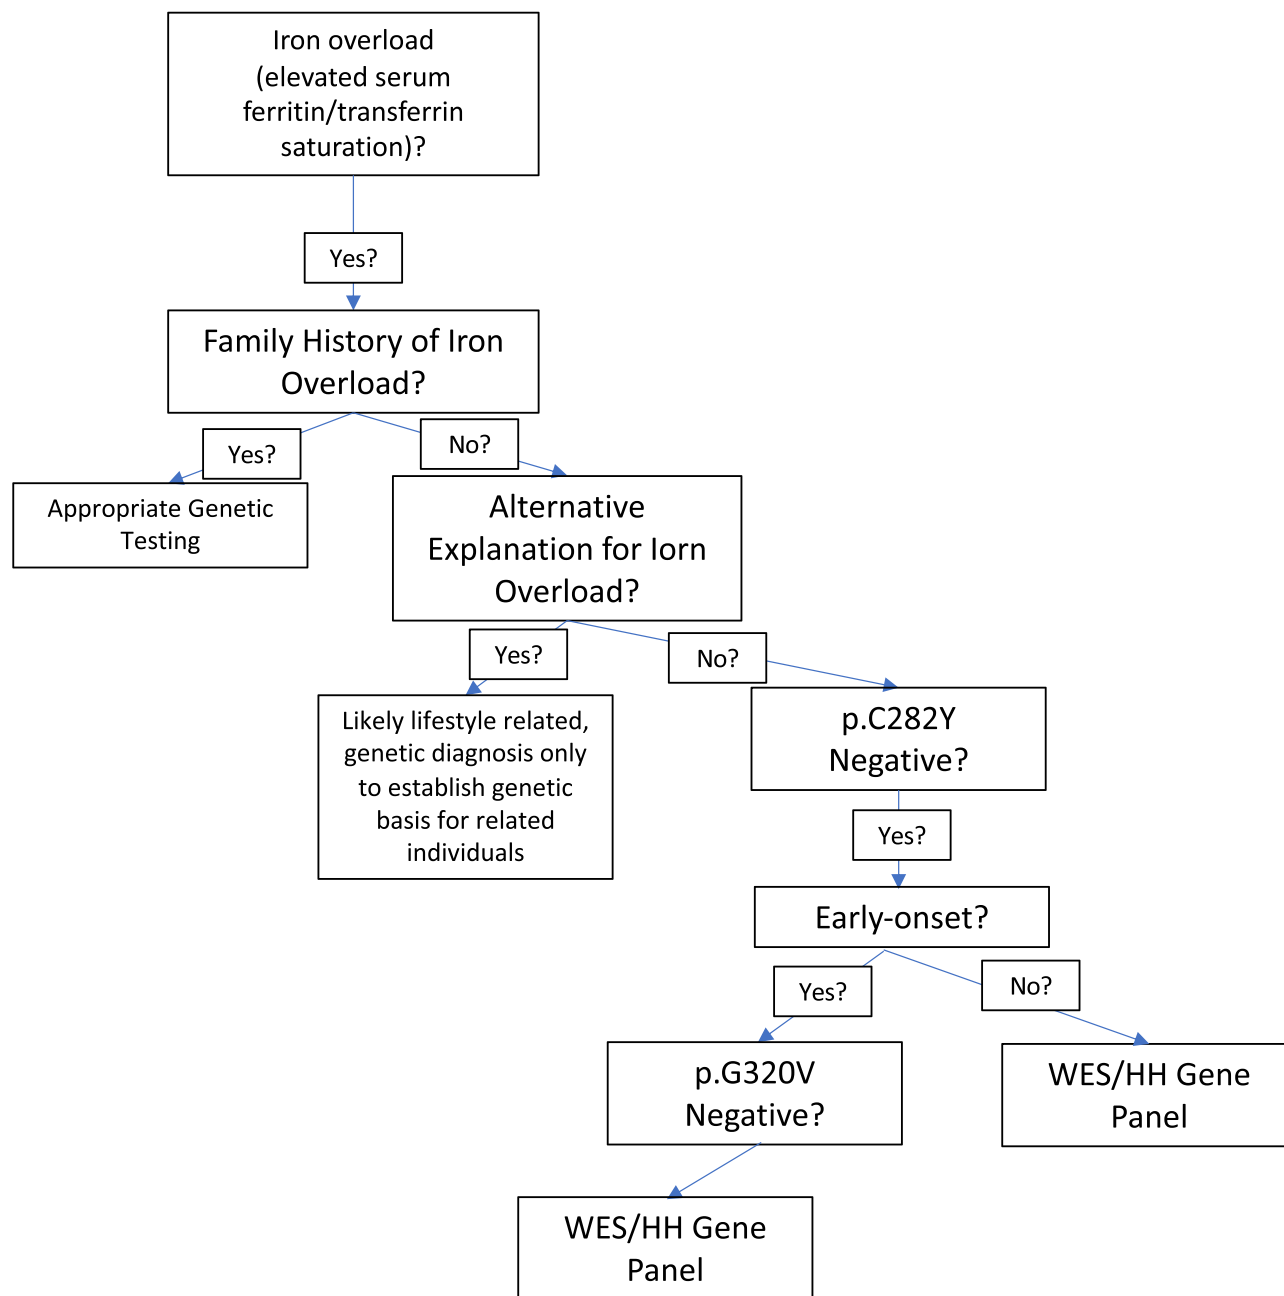 Iron overload
(elevated serum
ferritin/transferrin
saturation)?
Yes?
Family History of Iron
Overload?
Yes?
No?
Appropriate Genetic
Testing
Alternative
Explanation for Iorn
Overload?
Yes?
No?
Likely lifestyle related,
genetic diagnosis only
to establish genetic
basis for related
individuals
p.C282Y
Negative?
Yes?
Early-onset?
Yes?
No?
p.G320V
Negative?
WES/HH Gene
Panel
WES/HH Gene
Panel